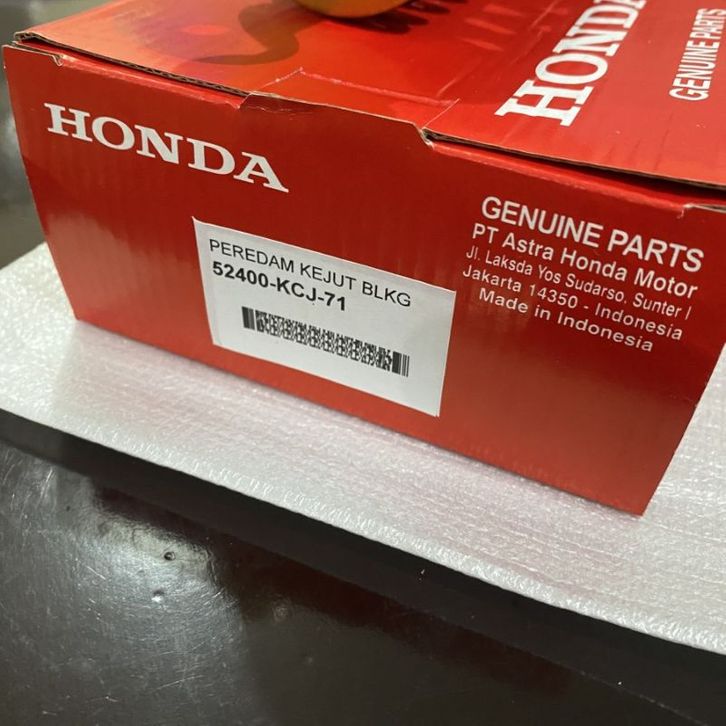 HONDA
GENUINE PARTS
HONDA
PEREDAM KEJUT BLKG
52400-KCJ-71
GENUINE PARTS
PT Astra Honda Motor
Jl. Laksda Yos Sudarso, Sunter I
Jakarta 14350 - Indonesia
Made in Indonesia